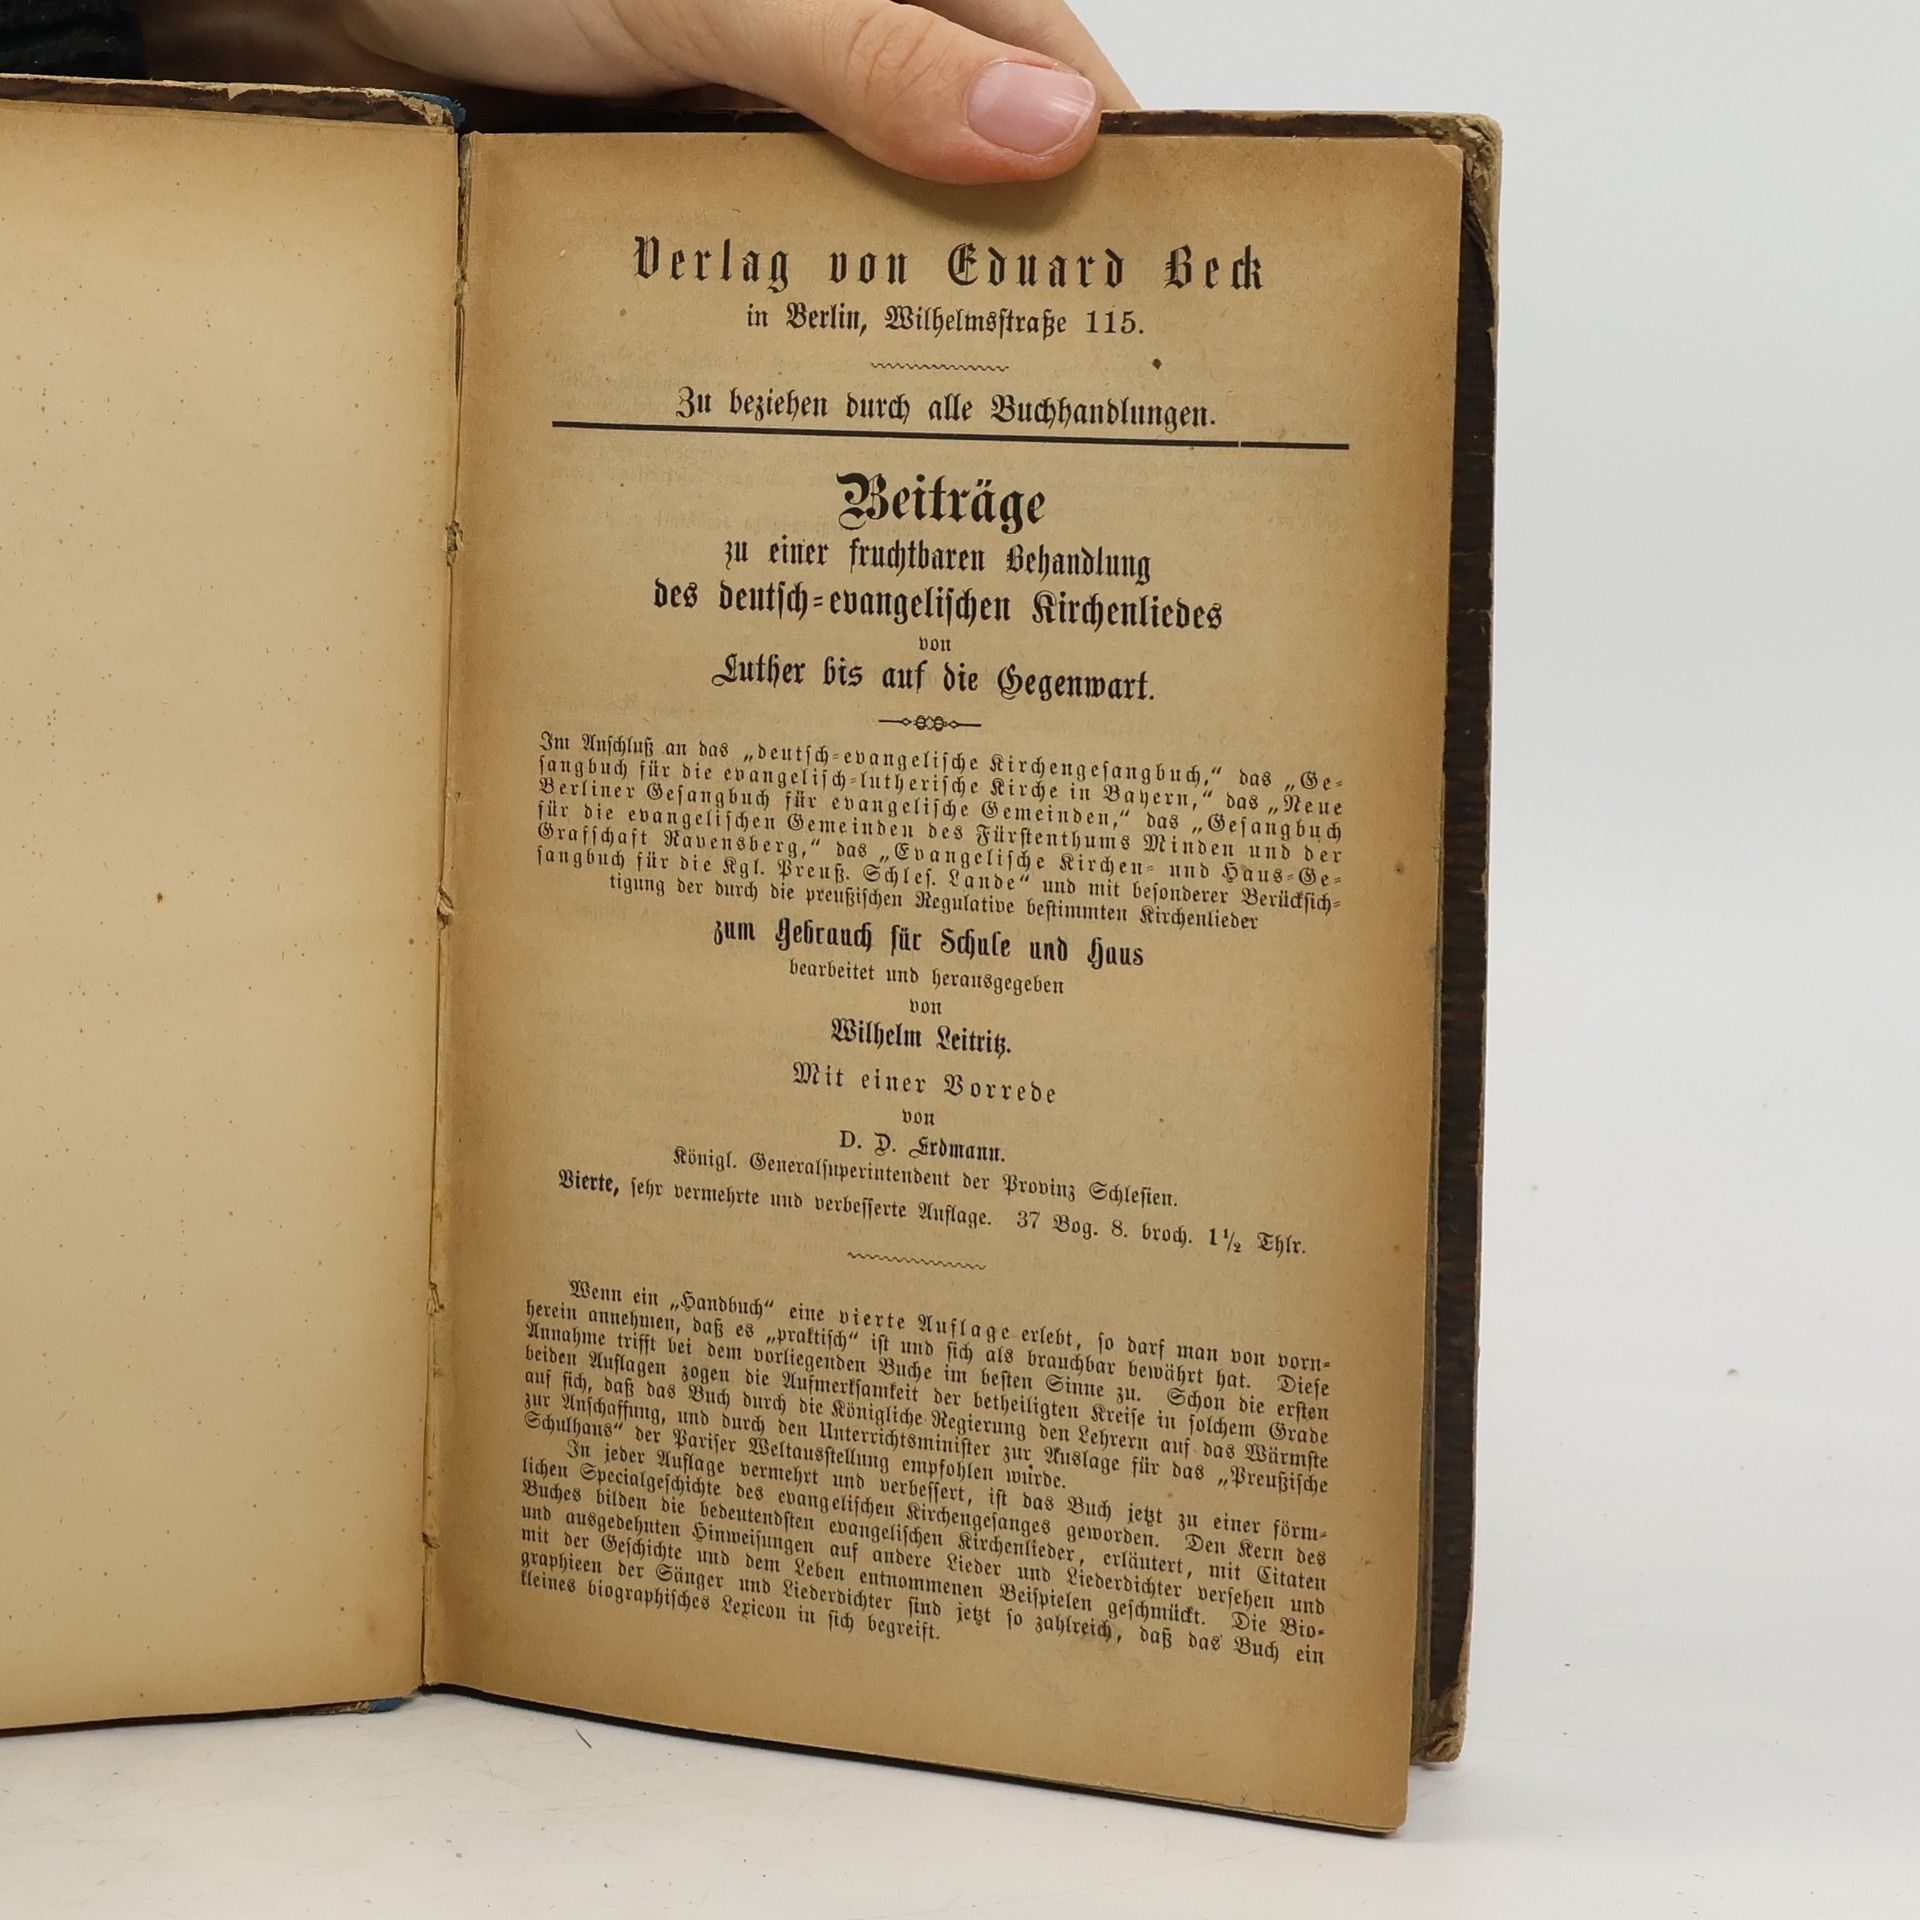 Verlag von Eduard Beck
in Berlin, Wilhelmsstraße 115.
Zu beziehen durch alle Buchhandlungen.
Beiträge
zu einer fruchtbaren Behandlung
des deutsch-evangelischen Kirchenliedes
von
Luther bis auf die Gegenwart.
Im Anschluß an das „deutsch-evangelische Kirchengesangbuch,“ das „Ge-
sangbuch für die evangelisch-lutherische Kirche in Bayern,“ das „Neue
Berliner Gesangbuch für evangelische Gemeinden,“ das „Gesangbuch
für die evangelischen Gemeinden des Fürstenthums Minden und der
Grafschaft Ravensberg,“ das „Evangelische Kirchen- und Haus-Ge-
sangbuch für die Kgl. Preuß. Schles. Lande“ und mit besonderer Berücksich-
tigung der durch die preußischen Regulative bestimmten Kirchenlieder
zum Gebrauch für Schule und Haus
bearbeitet und herausgegeben
von
Wilhelm Leitritz.
Mit einer Vorrede
von
D. D. Erdmann.
Königl. Generalsuperintendent der Provinz Schlesien.
Vierte, sehr vermehrte und verbesserte Auflage. 37 Bog. 8. broch. 1½ Thlr.
Wenn ein „Handbuch“ eine vierte Auflage erlebt, so darf man von vorn-
herein annehmen, daß es „praktisch“ ist und sich als brauchbar bewährt hat. Diese
Annahme trifft bei dem vorliegenden Buche im besten Sinne zu. Schon die ersten
beiden Auflagen zogen die Aufmerksamkeit der betheiligten Kreise in solchem Grade
auf sich, daß das Buch durch die Königliche Regierung den Lehrern auf das Wärmste
zur Anschaffung, und durch den Unterrichtsminister zur Auslage für das „Preußische
Schulhaus“ der Pariser Weltausstellung empfohlen wurde.
In jeder Auflage vermehrt und verbessert, ist das Buch jetzt zu einer förm-
lichen Specialgeschichte des evangelischen Kirchengesanges geworden. Den Kern des
Buches bilden die bedeutendsten evangelischen Kirchenlieder, erläutert, mit Citaten
und ausgedehnten Hinweisungen auf andere Lieder und Liederdichter versehen und
mit der Geschichte und dem Leben entnommenen Beispielen geschmückt. Die Bio-
graphieen der Sänger und Liederdichter sind jetzt so zahlreich, daß das Buch ein
kleines biographisches Lexicon in sich begreift.